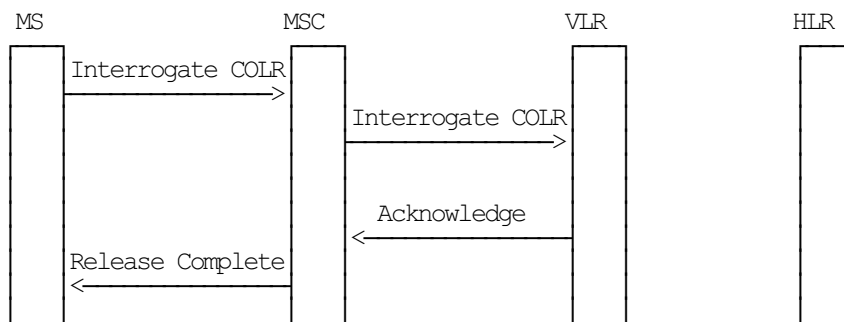 MS MSC VLR HLR
Interrogate COLR
Interrogate COLR
Acknowledge
Release Complete